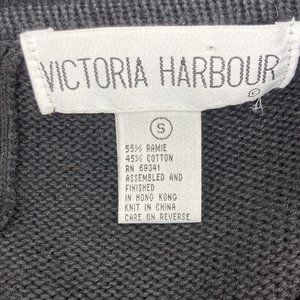 VICTORIA HARBOUR
©
S
55% RAMIE
45% COTTON
RN 69341
ASSEMBLED AND
FINISHED
IN HONG KONG
KNIT IN CHINA
CARE ON REVERSE